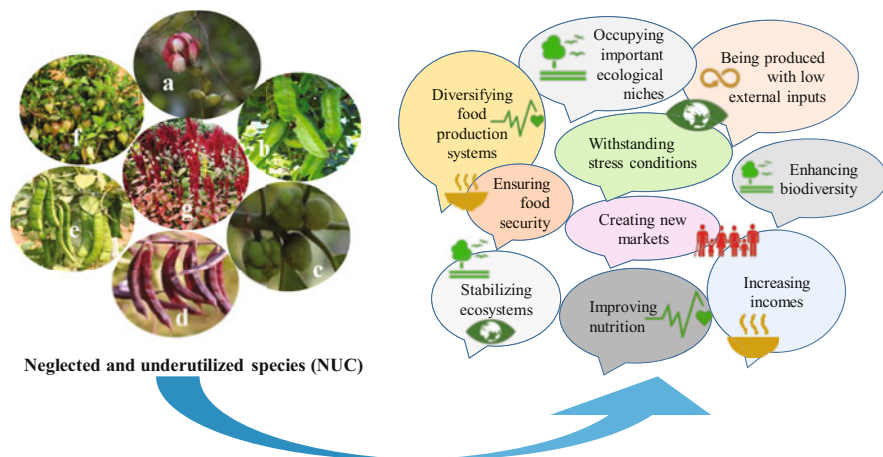 a
b
c
d
e
f
g
Neglected and underutilized species (NUC)
Occupying
important
ecological
niches
Being produced
with low
external inputs
Diversifying
food
production
systems
Withstanding
stress conditions
Enhancing
biodiversity
Ensuring
food
security
Creating new
markets
Stabilizing
ecosystems
Improving
nutrition
Increasing
incomes